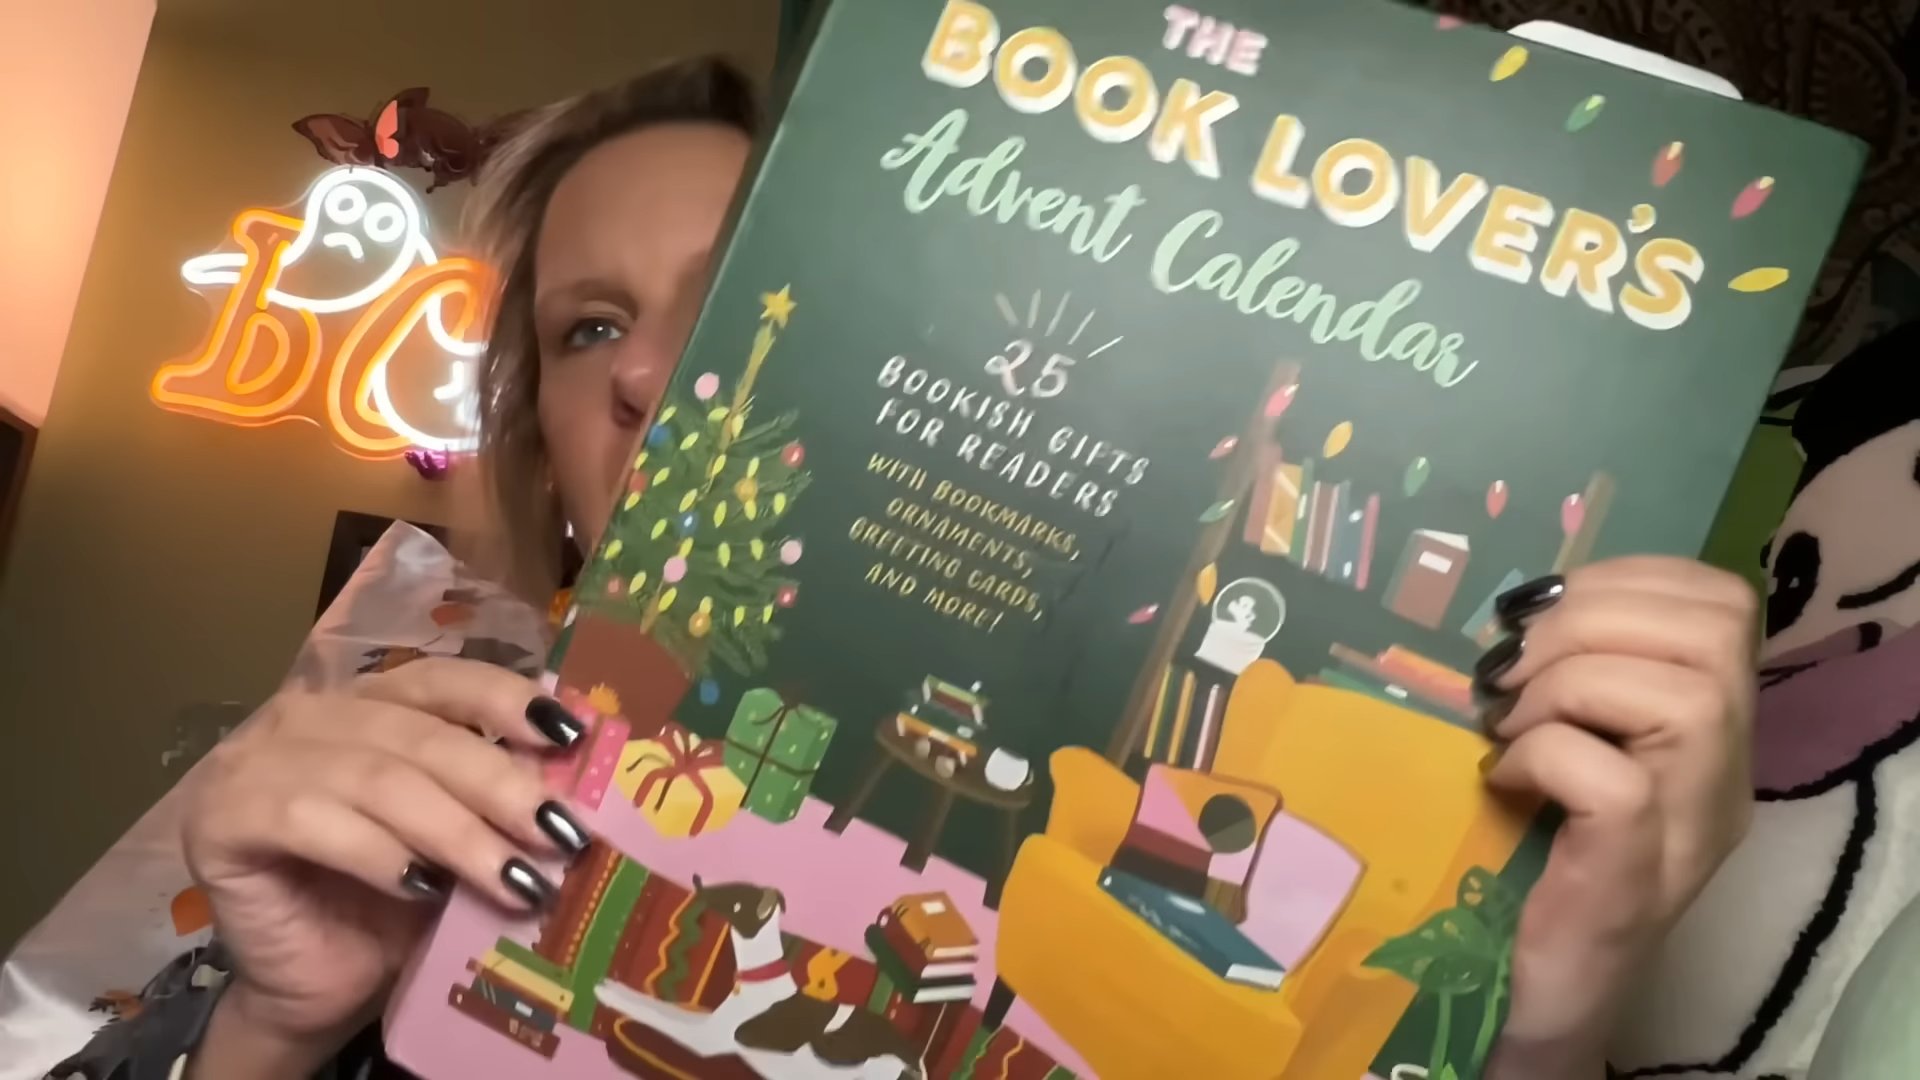 THE
BOOK LOVER'S
Advent Calendar
25
BOOKISH GIFTS
FOR READERS
WITH BOOKMARKS,
ORNAMENTS,
GREETING CARDS,
AND MORE!